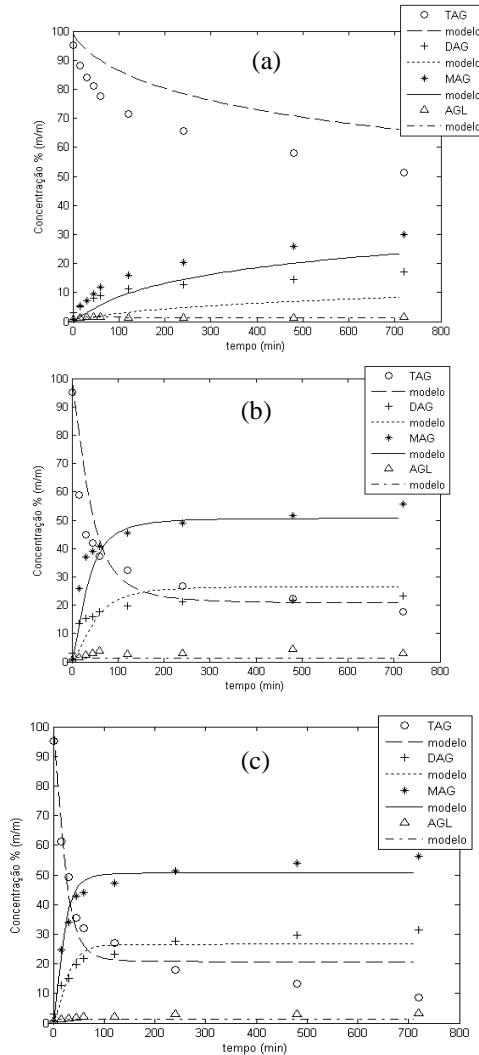 (a)
TAG
modelo
DAG
modelo
MAG
modelo
AGL
modelo
Concentração % (m/m)
100
90
80
70
60
50
40
30
20
10
0
0 100 200 300 400 500 600 700 800
tempo (min)
(b)
TAG
modelo
DAG
modelo
MAG
modelo
AGL
modelo
Concentração % (m/m)
100
90
80
70
60
50
40
30
20
10
0
0 100 200 300 400 500 600 700 800
tempo (min)
(c)
TAG
modelo
DAG
modelo
MAG
modelo
AGL
modelo
Concentração % (m/m)
100
90
80
70
60
50
40
30
20
10
0
0 100 200 300 400 500 600 700 800
tempo (min)